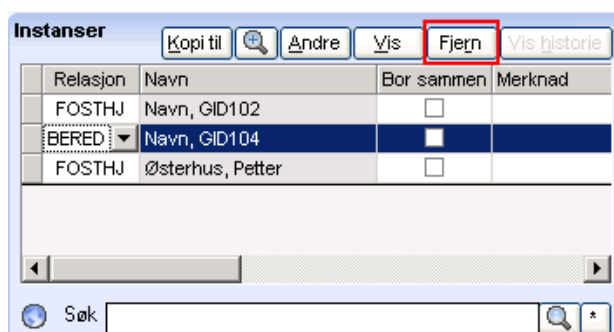 Instanser
Kopi til Andre Vis Fjern Vis historie
Relasjon Navn Bor sammen Merknad
FOSTHJ Navn, GID102
BERED Navn, GID104
FOSTHJ Østerhus, Petter
Søk *